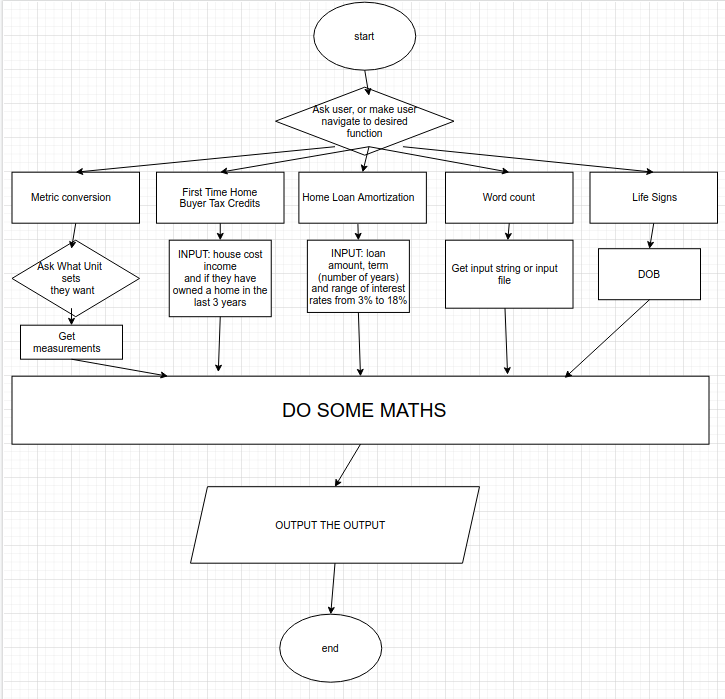 start
Ask user, or make user
navigate to desired
function
Metric conversion
First Time Home
Buyer Tax Credits
Home Loan Amortization
Word count
Life Signs
Ask What Unit
sets
they want
INPUT: house cost
income
and if they have
owned a home in the
last 3 years
INPUT: loan
amount, term
(number of years)
and range of interest
rates from 3% to 18%
Get input string or input
file
DOB
Get
measurements
DO SOME MATHS
OUTPUT THE OUTPUT
end